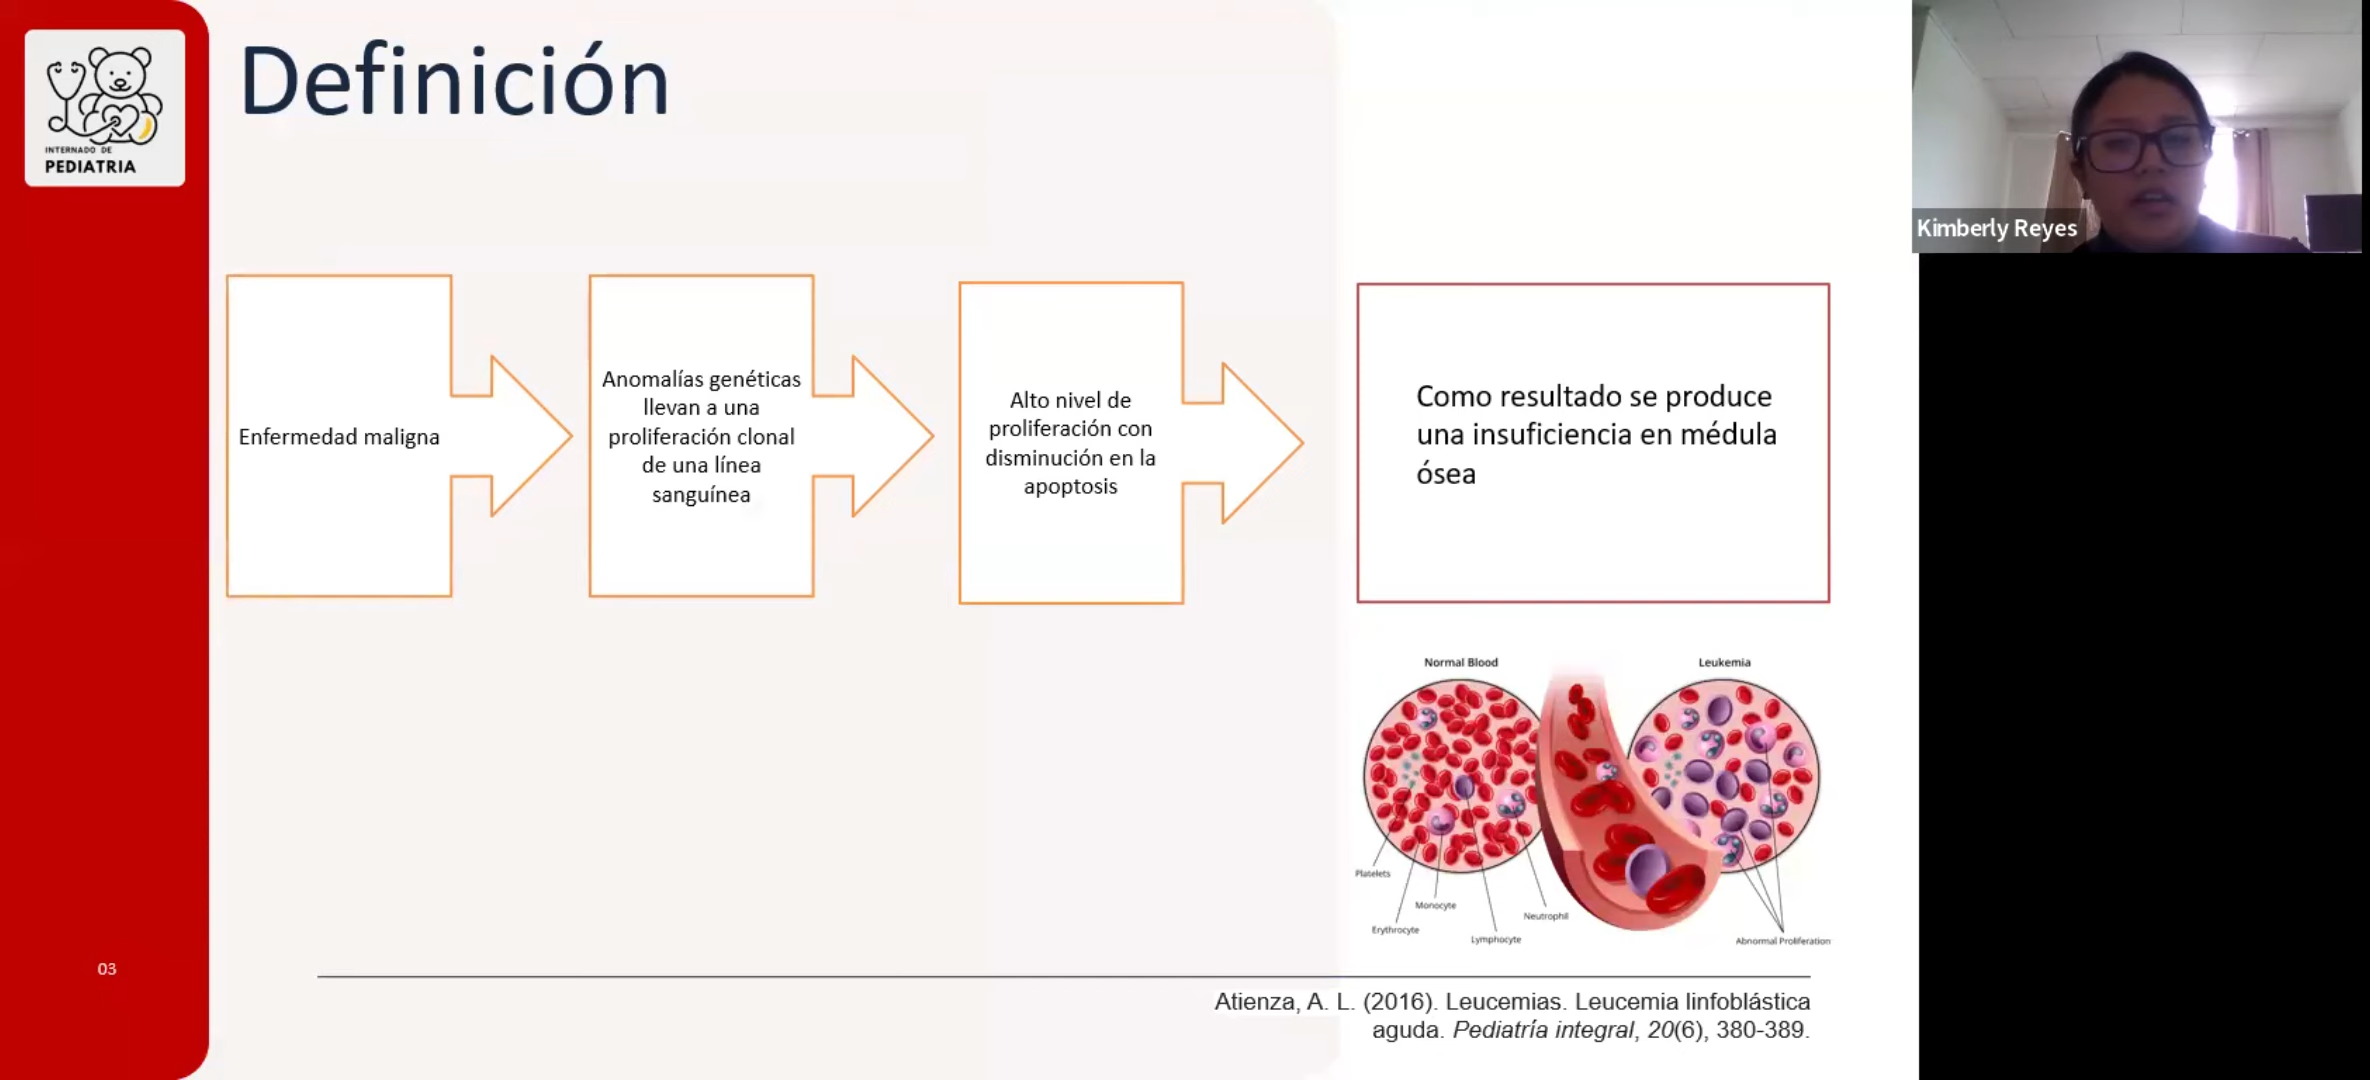 INTERNADO DE
PEDIATRIA
Definición
Enfermedad maligna
Anomalías genéticas
llevan a una
proliferación clonal
de una línea
sanguínea
Alto nivel de
proliferación con
disminución en la
apoptosis
Como resultado se produce
una insuficiencia en médula
ósea
Normal Blood
Leukemia
Platelets
Monocyte
Erythrocyte
Lymphocyte
Neutrophil
Abnormal Proliferation
03
Atienza, A. L. (2016). Leucemias. Leucemia linfoblástica
aguda. Pediatría integral, 20(6), 380-389.
Kimberly Reyes